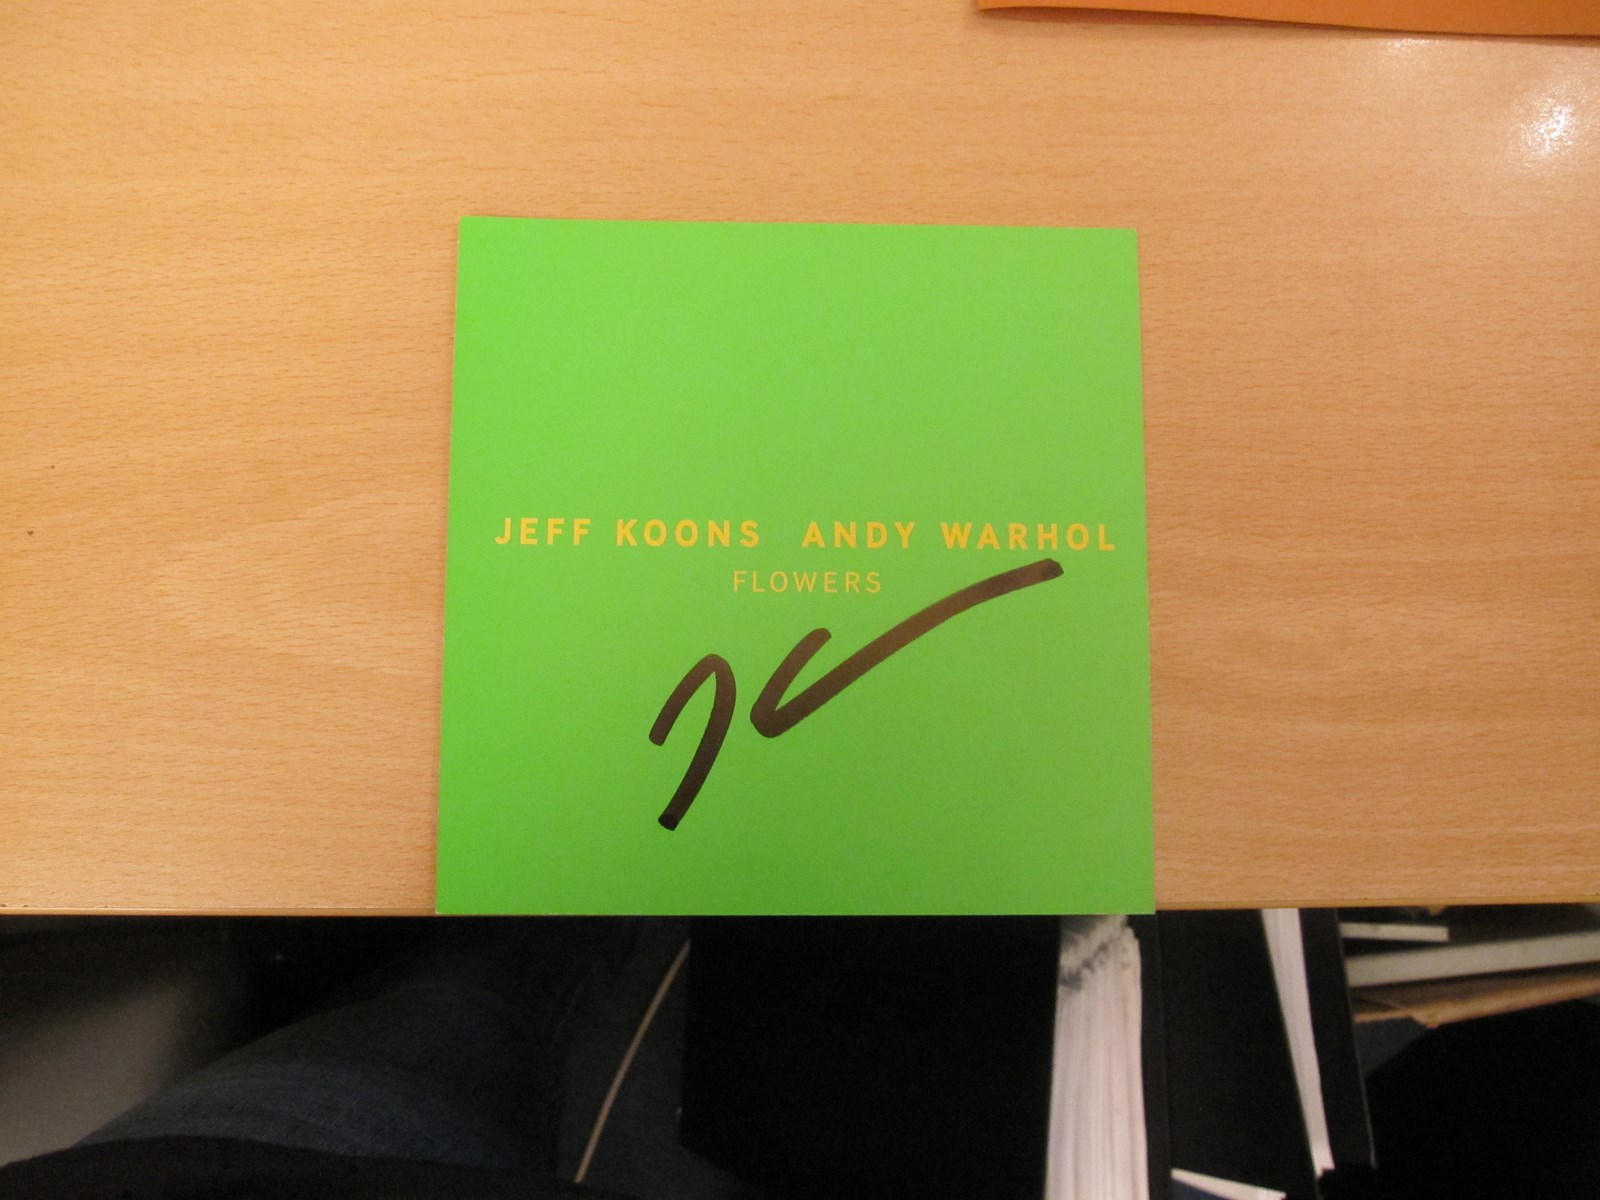 JEFF KOONS ANDY WARHOL
FLOWERS